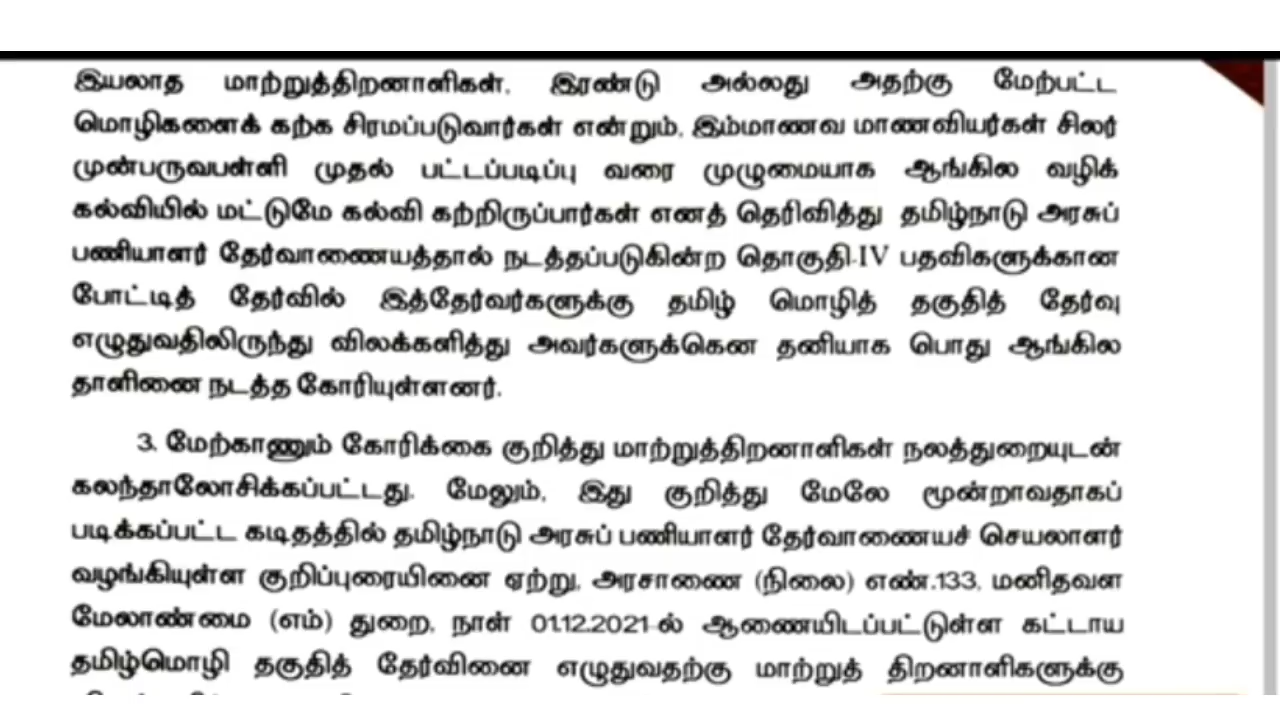 இயலாத மாற்றுத்திறனாளிகள், இரண்டு அல்லது அதற்கு மேற்பட்ட
மொழிகளைக் கற்க சிரமப்படுவார்கள் என்றும், இம்மாணவ மாணவியர்கள் சிலர்
முன்பருவபள்ளி முதல் பட்டப்படிப்பு வரை முழுமையாக ஆங்கில வழிக்
கல்வியில் மட்டுமே கல்வி கற்றிருப்பார்கள் எனத் தெரிவித்து தமிழ்நாடு அரசுப்
பணியாளர் தேர்வாணையத்தால் நடத்தப்படுகின்ற தொகுதி-IV பதவிகளுக்கான
போட்டித் தேர்வில் இத்தேர்வர்களுக்கு தமிழ் மொழித் தகுதித் தேர்வு
எழுதுவதிலிருந்து விலக்களித்து அவர்களுக்கென தனியாக பொது ஆங்கில
தாளினை நடத்த கோரியுள்ளனர்.
3. மேற்காணும் கோரிக்கை குறித்து மாற்றுத்திறனாளிகள் நலத்துறையுடன்
கலந்தாலோசிக்கப்பட்டது. மேலும், இது குறித்து மேலே மூன்றாவதாகப்
படிக்கப்பட்ட கடிதத்தில் தமிழ்நாடு அரசுப் பணியாளர் தேர்வாணையச் செயலாளர்
வழங்கியுள்ள குறிப்புரையினை ஏற்று, அரசாணை (நிலை) எண்.133, மனிதவள
மேலாண்மை (எம்) துறை, நாள் 01.12.2021-ல் ஆணையிடப்பட்டுள்ள கட்டாய
தமிழ்மொழி தகுதித் தேர்வினை எழுதுவதற்கு மாற்றுத் திறனாளிகளுக்கு